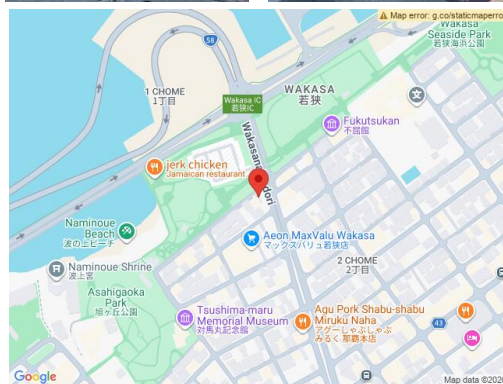 Map error: g.co/staticmaperro
Wakasa
Seaside Park
若狭海浜公園
58
1 CHOME
1丁目
WAKASA
若狭
Wakasa IC
若狭IC
Fukutsukan
不屈館
jerk chicken
Jamaican restaurant
Wakasana
dori
Naminoue
Beach
波の上ビーチ
Aeon MaxValu Wakasa
マックスバリュ若狭店
Naminoue Shrine
波上宮
2 CHOME
2丁目
Asahigaoka
Park
旭ヶ丘公園
Tsushima-maru
Memorial Museum
対馬丸記念館
Agu Pork Shabu-shabu
Miruku Naha
アグーしゃぶしゃぶ
みるく 那覇本店
43
Google
Map data ©202